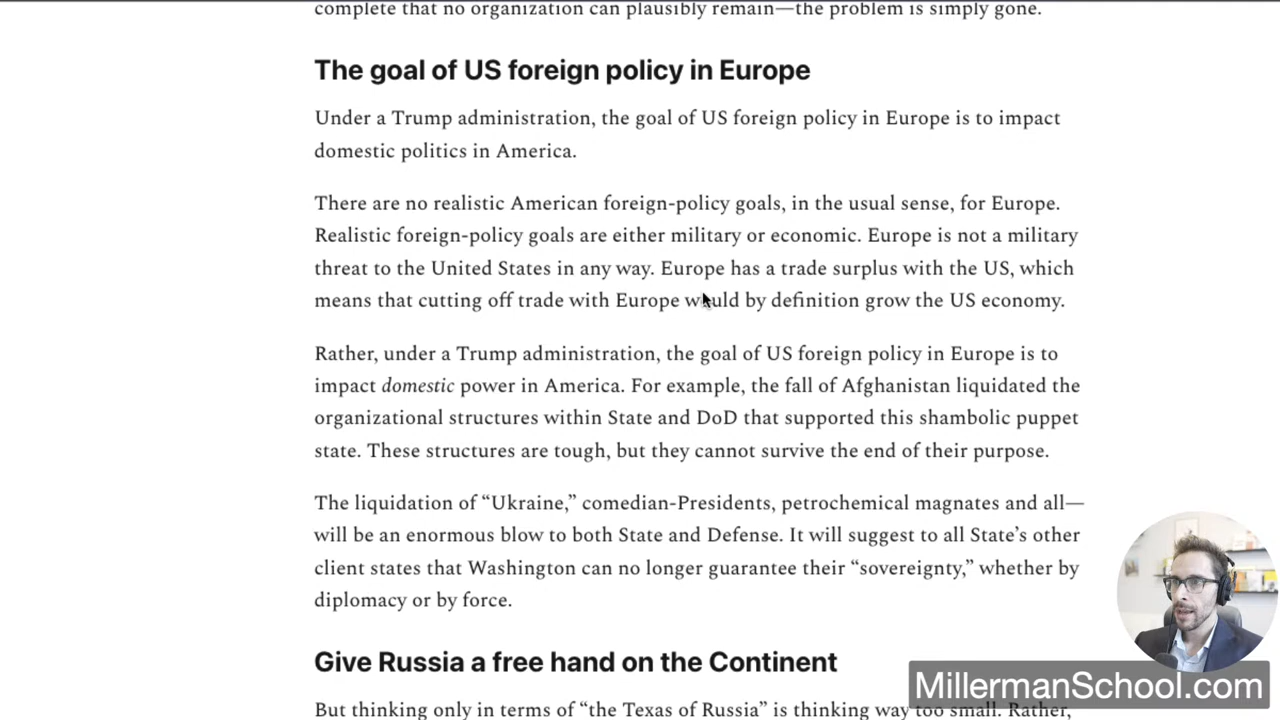 complete that no organization can plausibly remain—the problem is simply gone.
The goal of US foreign policy in Europe
Under a Trump administration, the goal of US foreign policy in Europe is to impact
domestic politics in America.
There are no realistic American foreign-policy goals, in the usual sense, for Europe.
Realistic foreign-policy goals are either military or economic. Europe is not a military
threat to the United States in any way. Europe has a trade surplus with the US, which
means that cutting off trade with Europe would by definition grow the US economy.
Rather, under a Trump administration, the goal of US foreign policy in Europe is to
impact domestic power in America. For example, the fall of Afghanistan liquidated the
organizational structures within State and DoD that supported this shambolic puppet
state. These structures are tough, but they cannot survive the end of their purpose.
The liquidation of “Ukraine,” comedian-Presidents, petrochemical magnates and all—
will be an enormous blow to both State and Defense. It will suggest to all State’s other
client states that Washington can no longer guarantee their “sovereignty,” whether by
diplomacy or by force.
Give Russia a free hand on the Continent
But thinking only in terms of “the Texas of Russia” is thinking way too small. Rather,
MillermanSchool.com